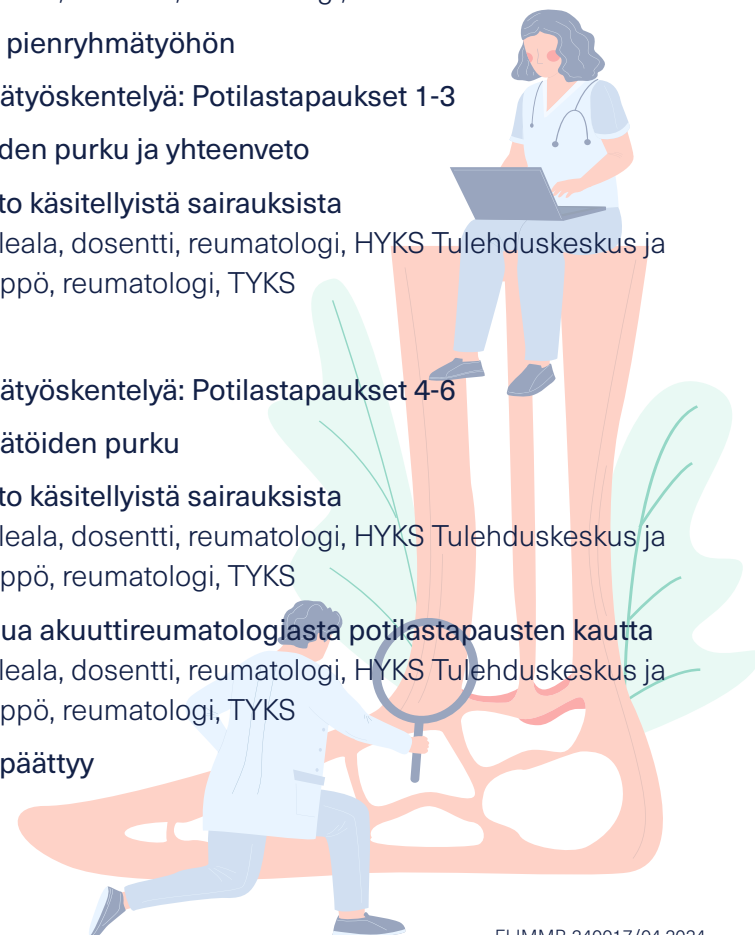 pienryhmätyöhön
ätyöskentelyä: Potilastapaukset 1-3
den purku ja yhteenveto
to käsitellyistä sairauksista
leala, dosentti, reumatologi, HYKS Tulehduskeskus ja
ppö, reumatologi, TYKS
ätyöskentelyä: Potilastapaukset 4-6
ätöiden purku
to käsitellyistä sairauksista
leala, dosentti, reumatologi, HYKS Tulehduskeskus ja
ppö, reumatologi, TYKS
ua akuuttireumatologiasta potilastapausten kautta
leala, dosentti, reumatologi, HYKS Tulehduskeskus ja
ppö, reumatologi, TYKS
päättyy